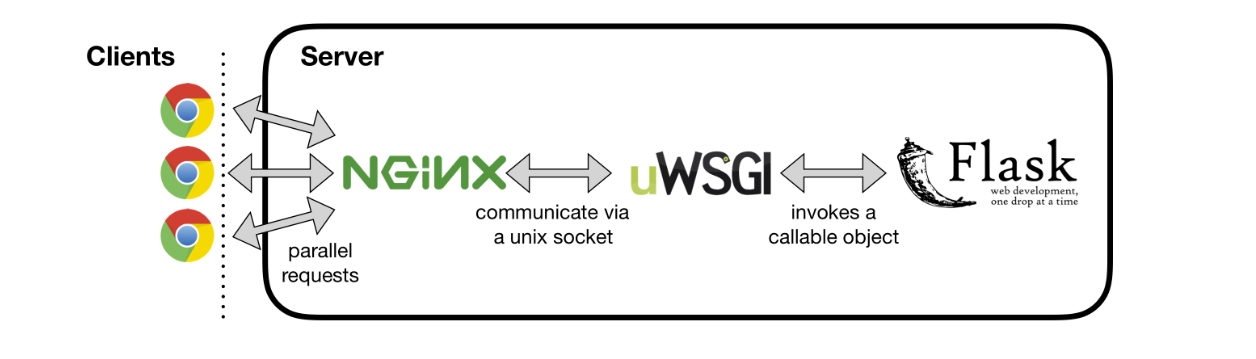 Clients
Server
NGINX
uWSGI
Flask
web development,
one drop at a time
communicate via
a unix socket
invokes a
callable object
parallel
requests